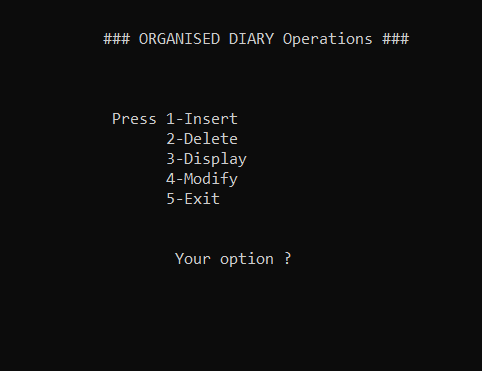 ### ORGANISED DIARY Operations ###
Press 1-Insert
2-Delete
3-Display
4-Modify
5-Exit
Your option ?